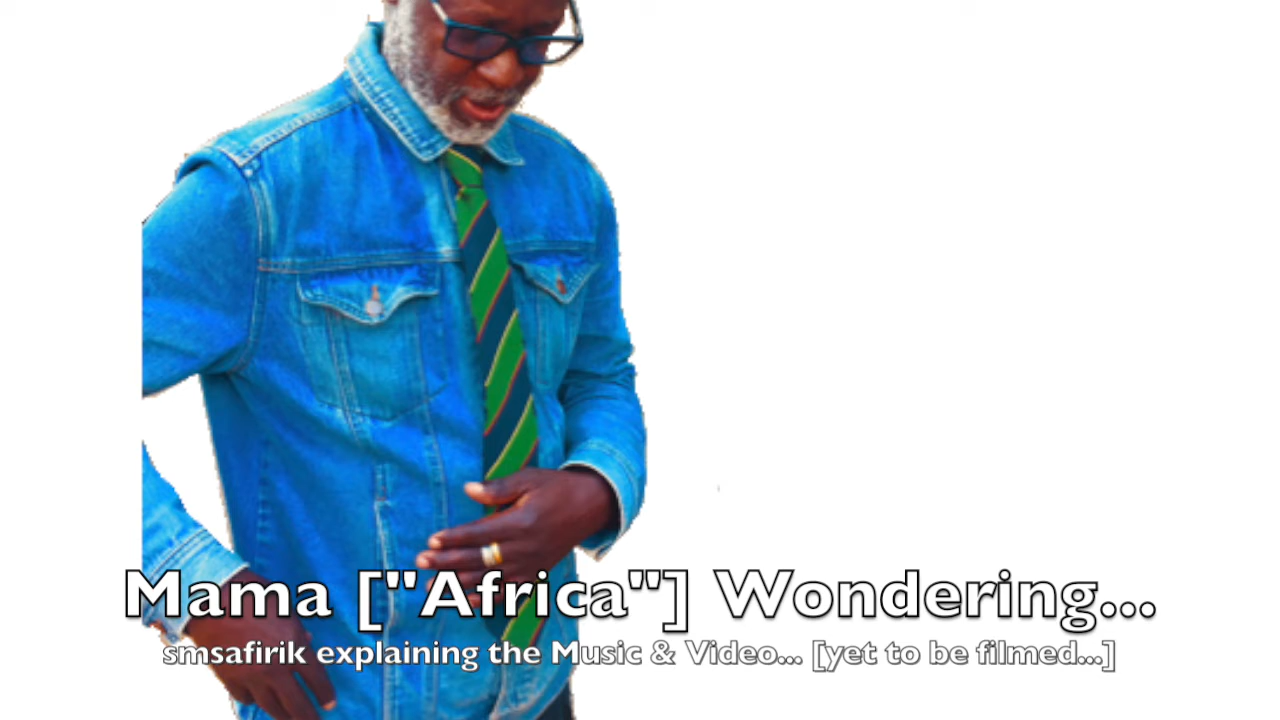 Mama ["Africa"] Wondering...
smsafirik explaining the Music & Video... [yet to be filmed...]